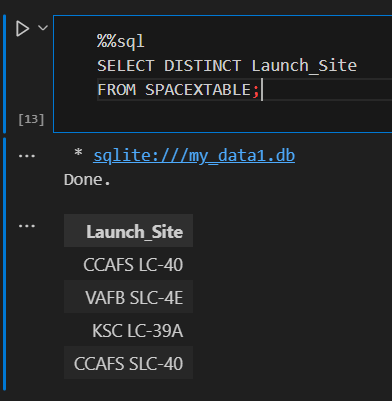 %%sql
SELECT DISTINCT Launch_Site
FROM SPACEXTABLE;
[13]
* sqlite:///my_data1.db
Done.
Launch_Site
CCAFS LC-40
VAFB SLC-4E
KSC LC-39A
CCAFS SLC-40